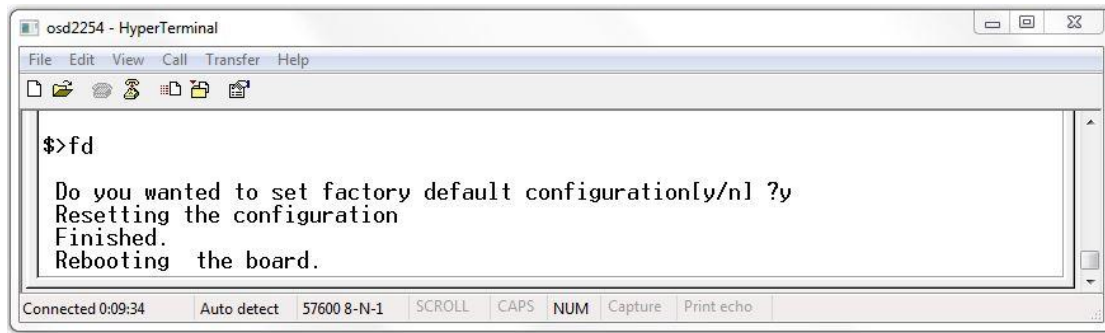 osd2254 - HyperTerminal
File Edit View Call Transfer Help
$>fd
Do you wanted to set factory default configuration[y/n] ?y
Resetting the configuration
Finished.
Rebooting  the board.
Connected 0:09:34 Auto detect 57600 8-N-1 SCROLL CAPS NUM Capture Print echo